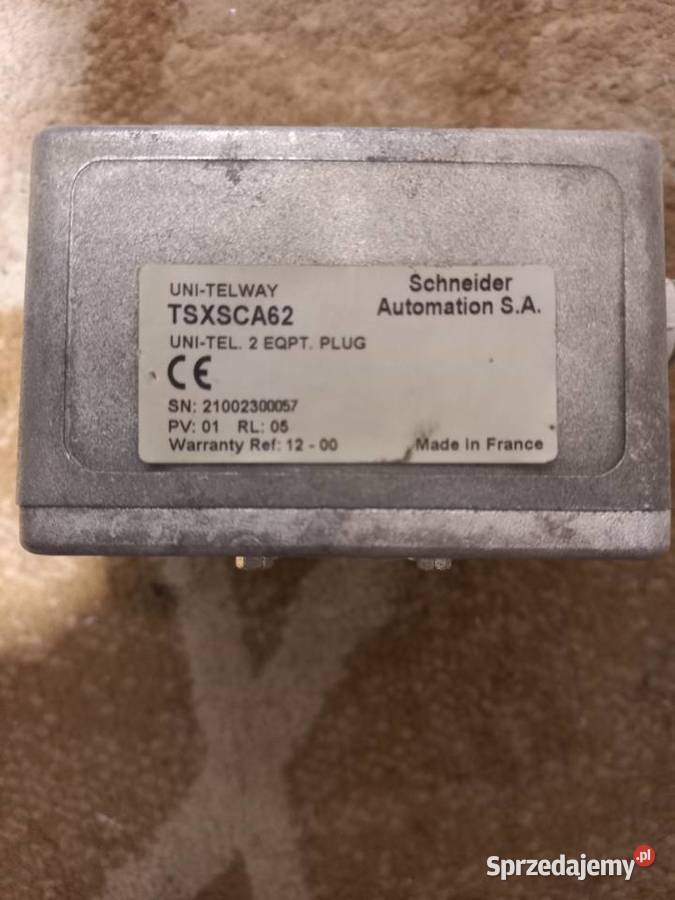 UNI-TELWAY
TSXSCA62
UNI-TEL. 2 EQPT. PLUG
Schneider
Automation S.A.
CE
SN: 21002300057
PV: 01 RL: 05
Warranty Ref: 12 - 00
Made in France
Sprzedajemy.pl